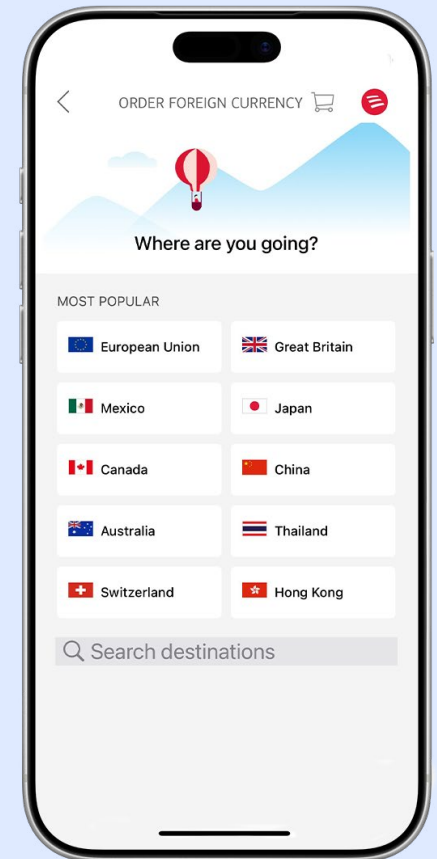 ORDER FOREIGN CURRENCY
Where are you going?
MOST POPULAR
European Union
Great Britain
Mexico
Japan
Canada
China
Australia
Thailand
Switzerland
Hong Kong
Search destinations